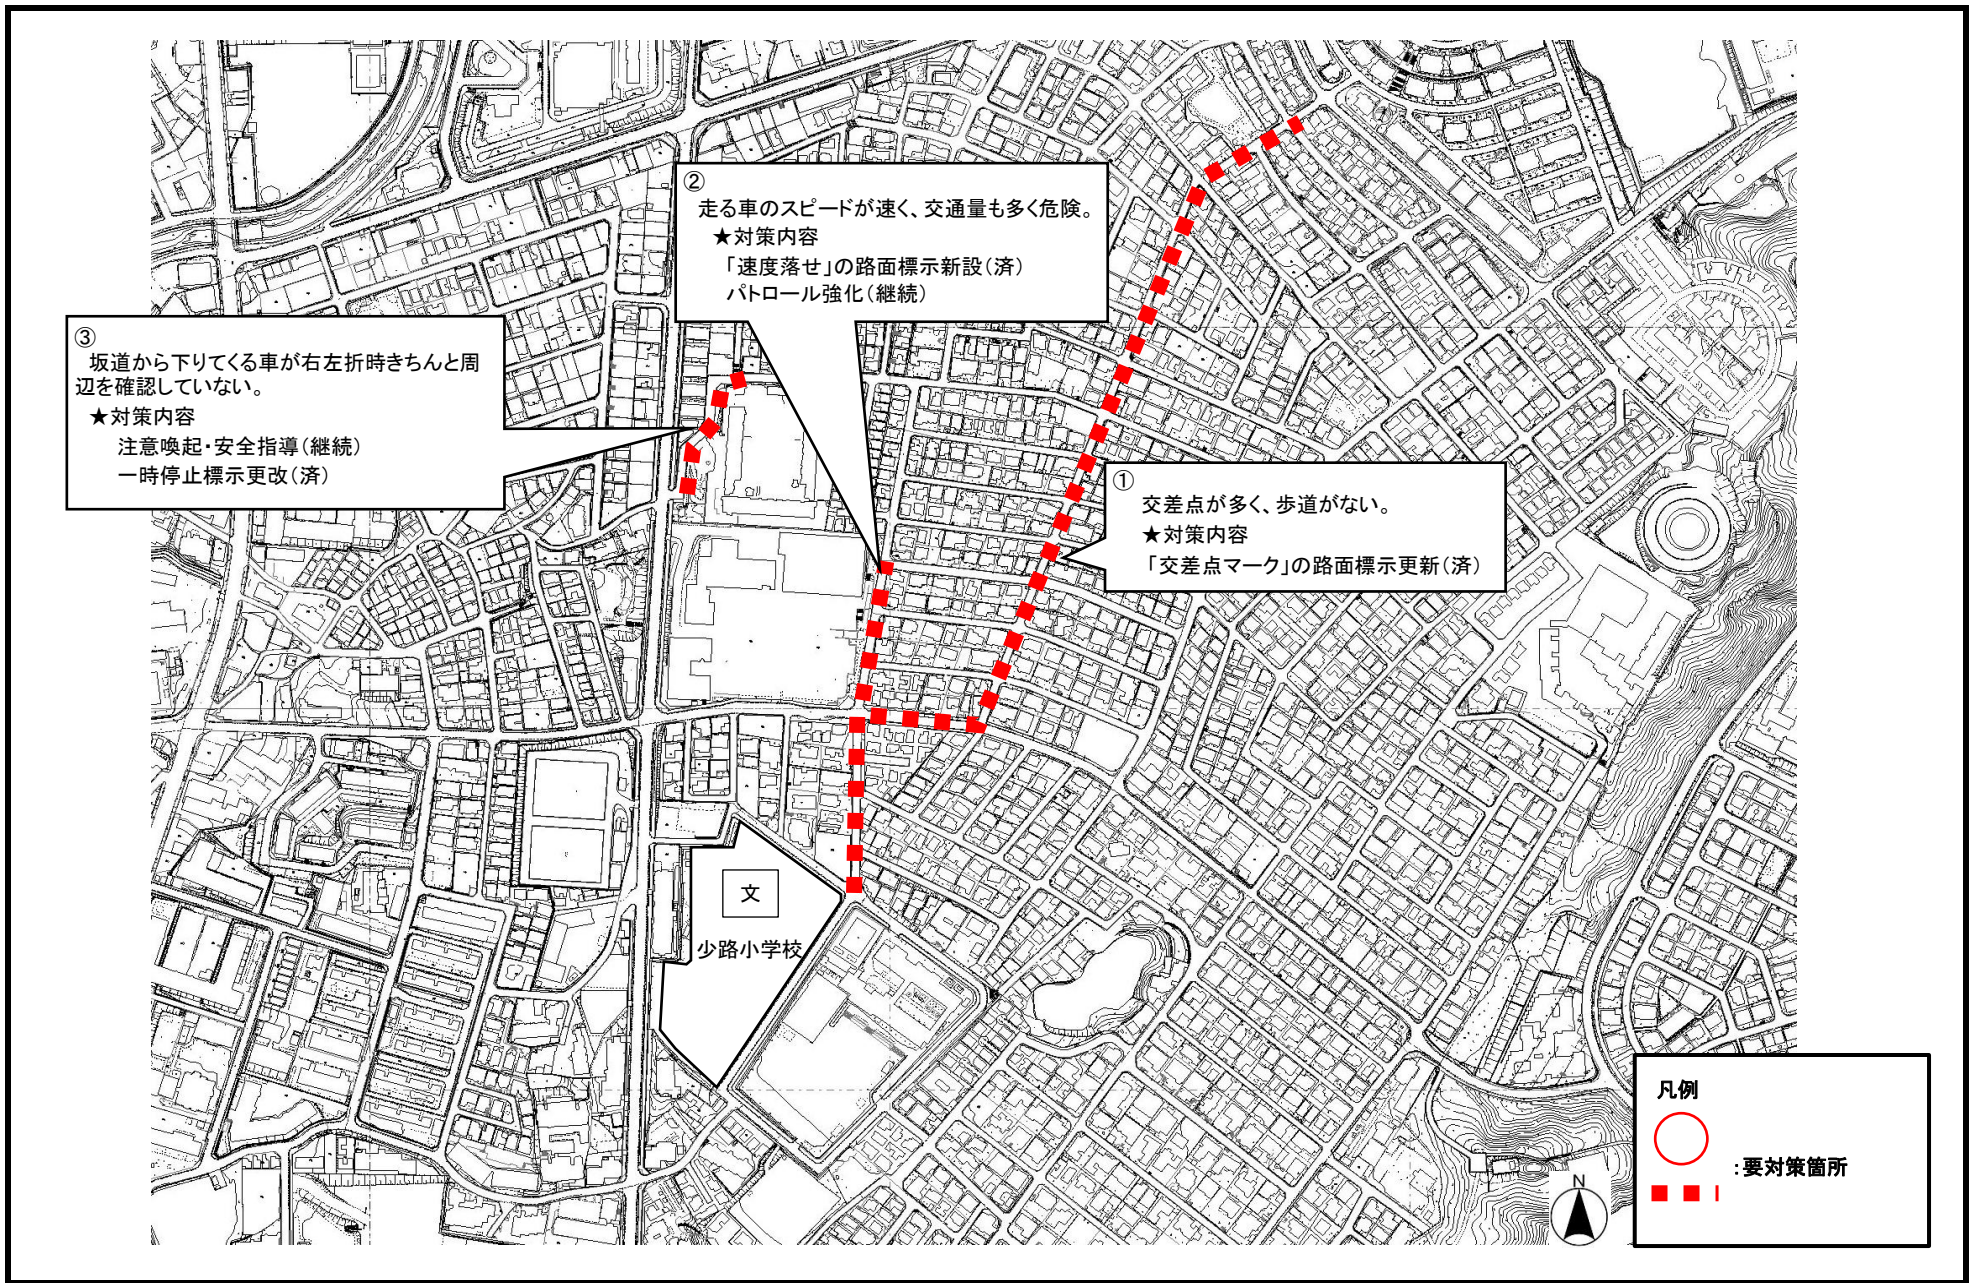 ②
走る車のスピードが速く、交通量も多く危険。
★対策内容
「速度落せ」の路面標示新設(済)
パトロール強化(継続)
③
坂道から下りてくる車が右左折時きちんと周
辺を確認していない。
★対策内容
注意喚起・安全指導(継続)
一時停止標示更改(済)
①
交差点が多く、歩道がない。
★対策内容
「交差点マーク」の路面標示更新(済)
文
少路小学校
凡例
:要対策箇所
N